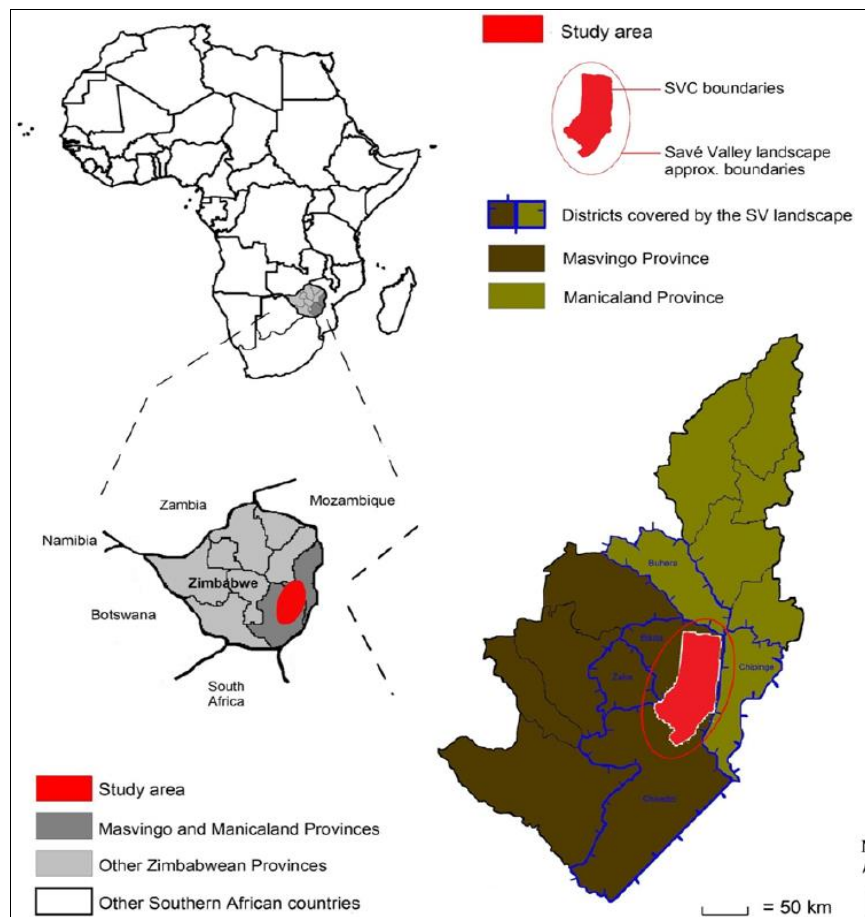 Study area
SVC boundaries
Savé Valley landscape
approx. boundaries
Districts covered by the SV landscape
Masvingo Province
Manicaland Province
Zambia
Mozambique
Namibia
Zimbabwe
Botswana
South
Africa
Buhera
Bikita
Zaka
Chibinge
Chiredzi
Study area
Masvingo and Manicaland Provinces
Other Zimbabwean Provinces
Other Southern African countries
= 50 km
N